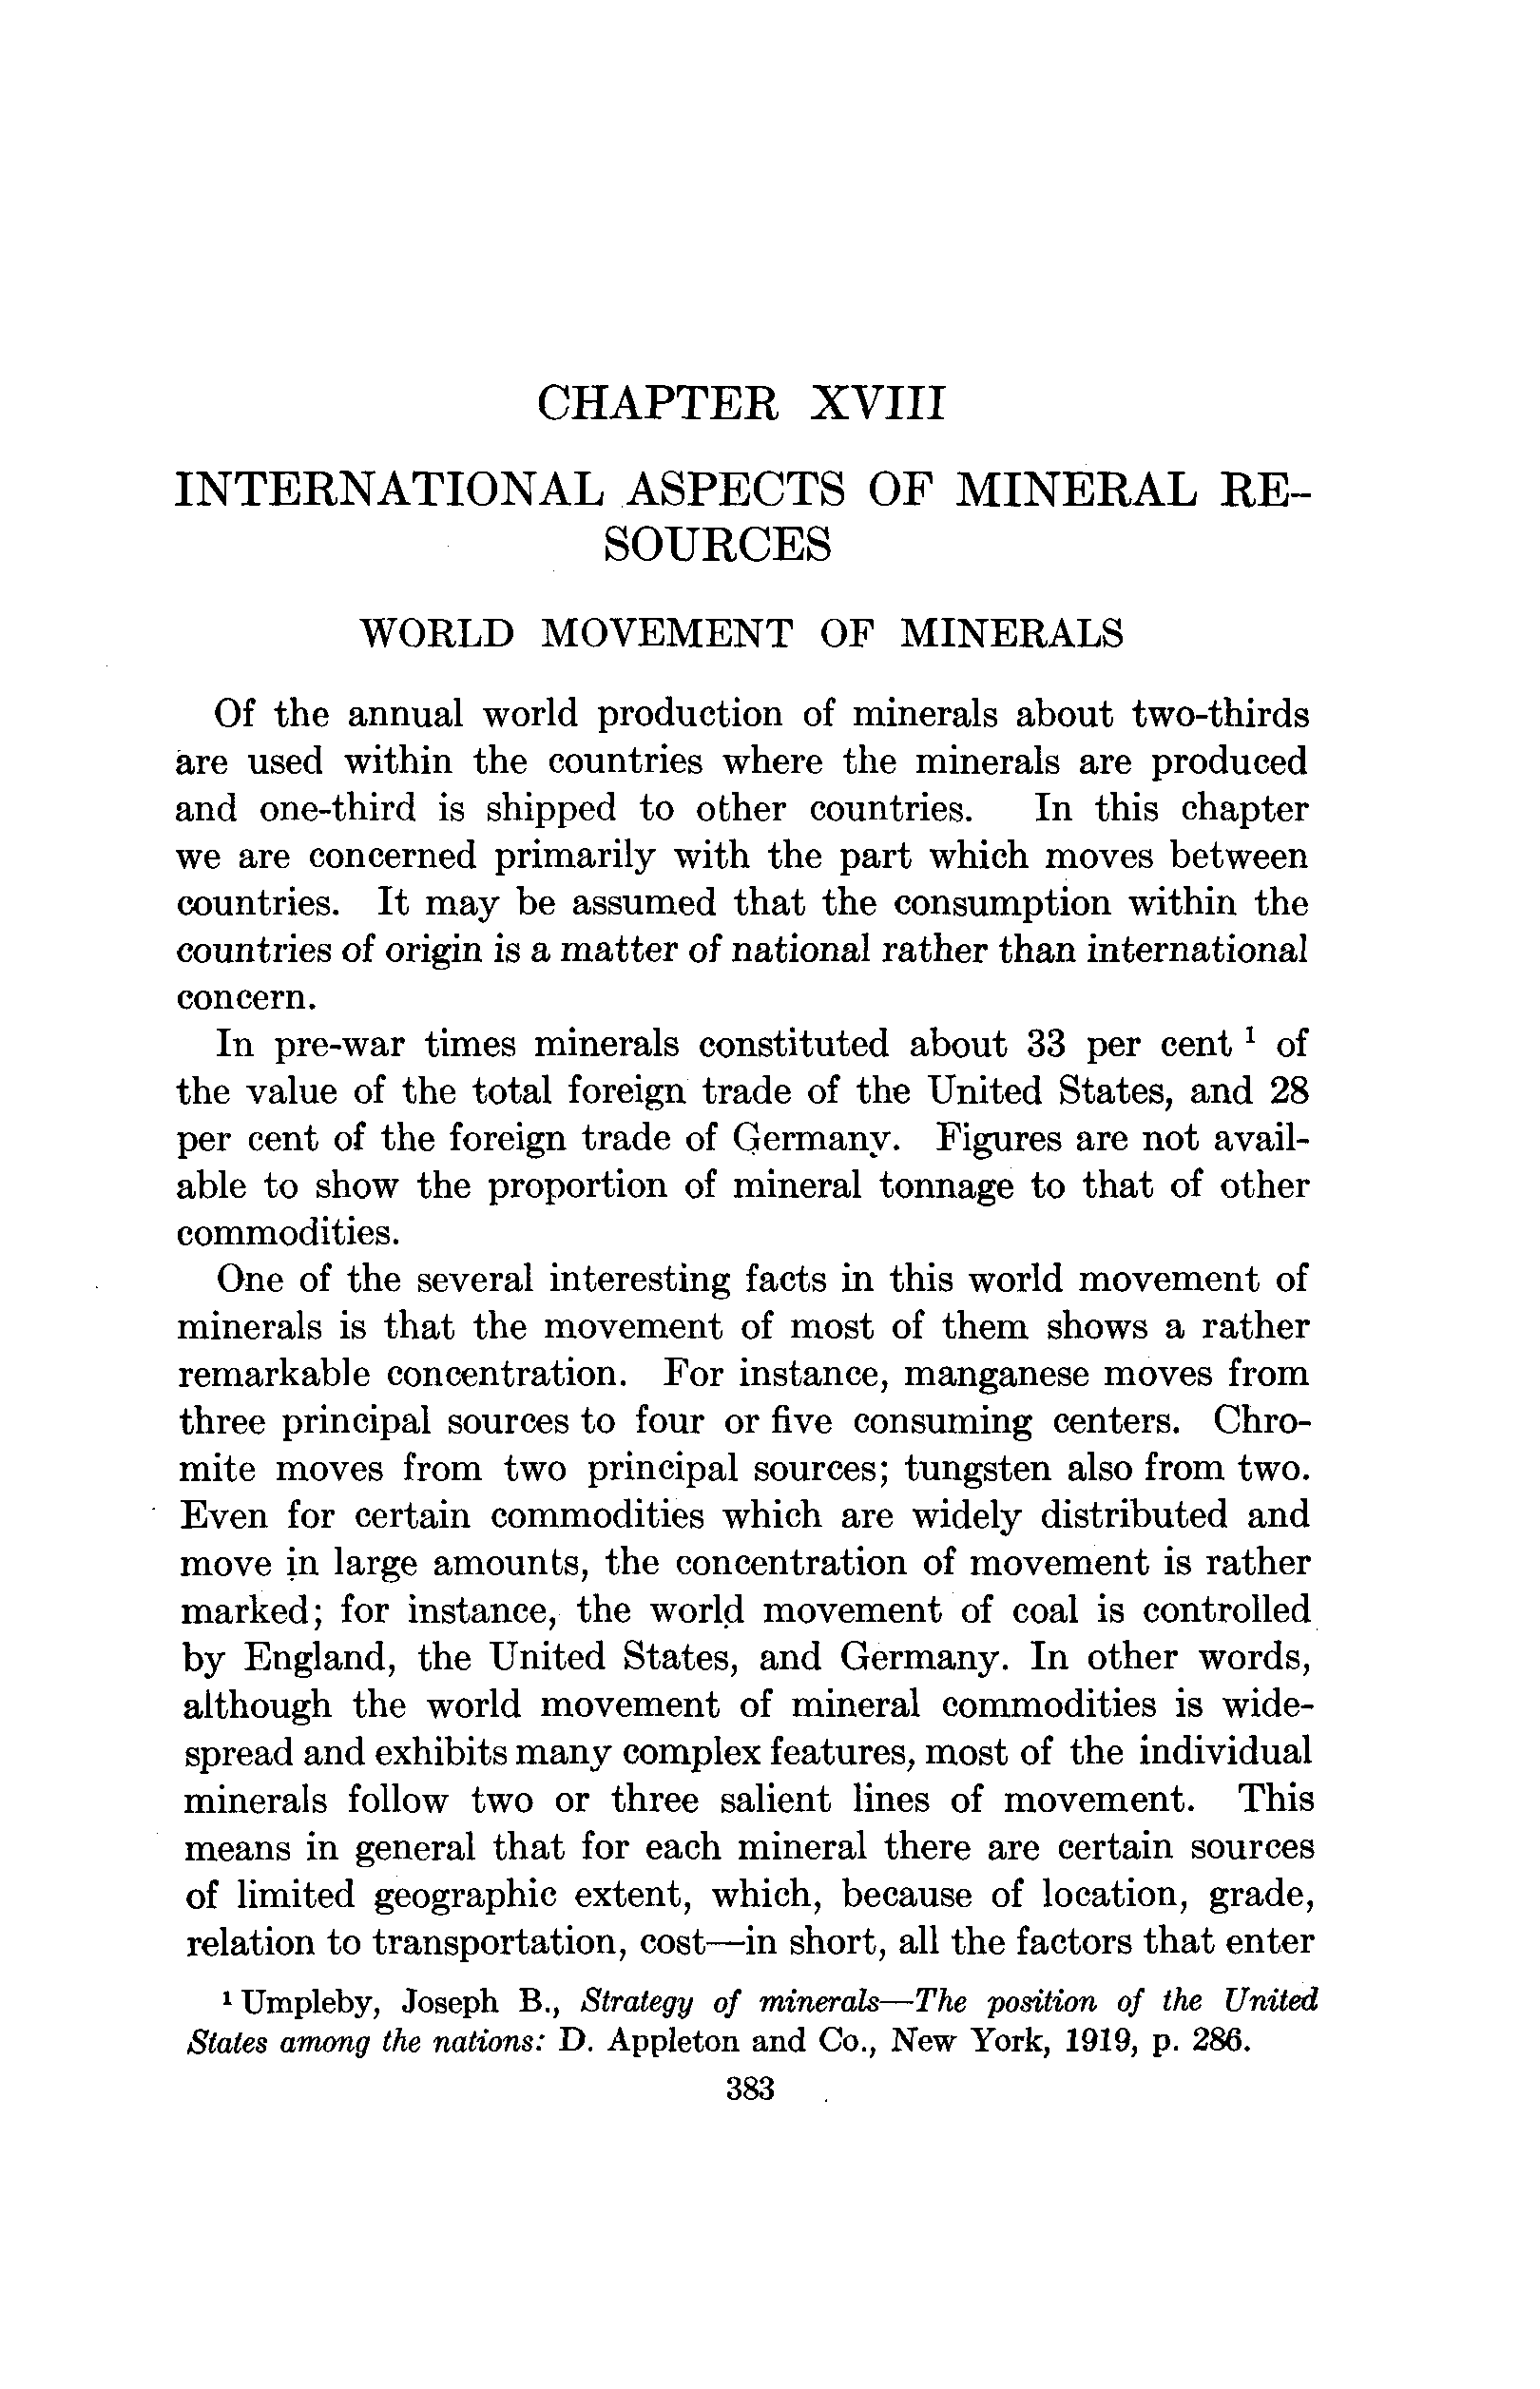 CHAPTER XVIII
INTERNATIONAL ASPECTS OF MINERAL RE-
SOURCES
WORLD MOVEMENT OF MINERALS
Of the annual world production of minerals about two-thirds
are used within the countries where the minerals are produced
and one-third is shipped to other countries. In this chapter
we are concerned primarily with the part which moves between
countries. It may be assumed that the consumption within the
countries of origin is a matter of national rather than international
concern.
In pre-war times minerals constituted about 33 per cent ¹ of
the value of the total foreign trade of the United States, and 28
per cent of the foreign trade of Germany. Figures are not avail-
able to show the proportion of mineral tonnage to that of other
commodities.
One of the several interesting facts in this world movement of
minerals is that the movement of most of them shows a rather
remarkable concentration. For instance, manganese moves from
three principal sources to four or five consuming centers. Chro-
mite moves from two principal sources; tungsten also from two.
Even for certain commodities which are widely distributed and
move in large amounts, the concentration of movement is rather
marked; for instance, the world movement of coal is controlled
by England, the United States, and Germany. In other words,
although the world movement of mineral commodities is wide-
spread and exhibits many complex features, most of the individual
minerals follow two or three salient lines of movement. This
means in general that for each mineral there are certain sources
of limited geographic extent, which, because of location, grade,
relation to transportation, cost—in short, all the factors that enter
¹ Umpleby, Joseph B., Strategy of minerals—The position of the United
States among the nations: D. Appleton and Co., New York, 1919, p. 286.
383